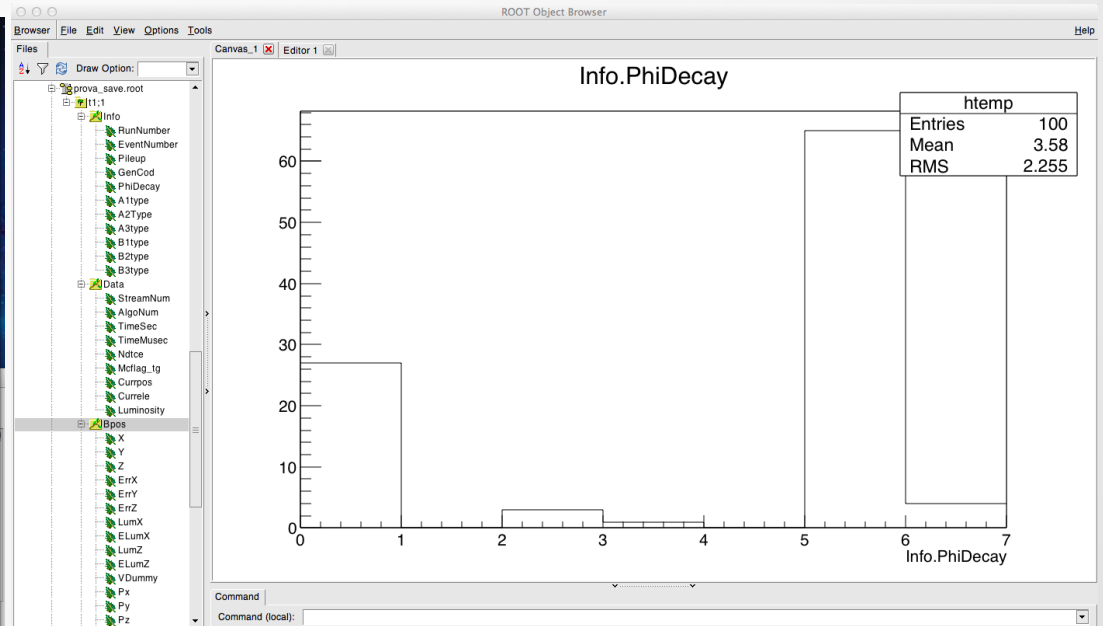 ROOT Object Browser
Browser File Edit View Options Tools Help
Files
Draw Option:
prova_save.root
t1;1
Info
RunNumber
EventNumber
Pileup
GenCod
PhiDecay
A1type
A2Type
A3type
B1type
B2type
B3type
Data
StreamNum
AlgoNum
TimeSec
TimeMusec
Ndtce
Mcflag_tg
Currpos
Currele
Luminosity
Bpos
X
Y
Z
ErrX
ErrY
ErrZ
LumX
ELumX
LumZ
ELumZ
VDummy
Px
Py
Pz
Canvas_1 Editor 1
Info.PhiDecay
htemp
Entries 100
Mean 3.58
RMS 2.255
60
50
40
30
20
10
0
0 1 2 3 4 5 6 7
Info.PhiDecay
Command
Command (local):